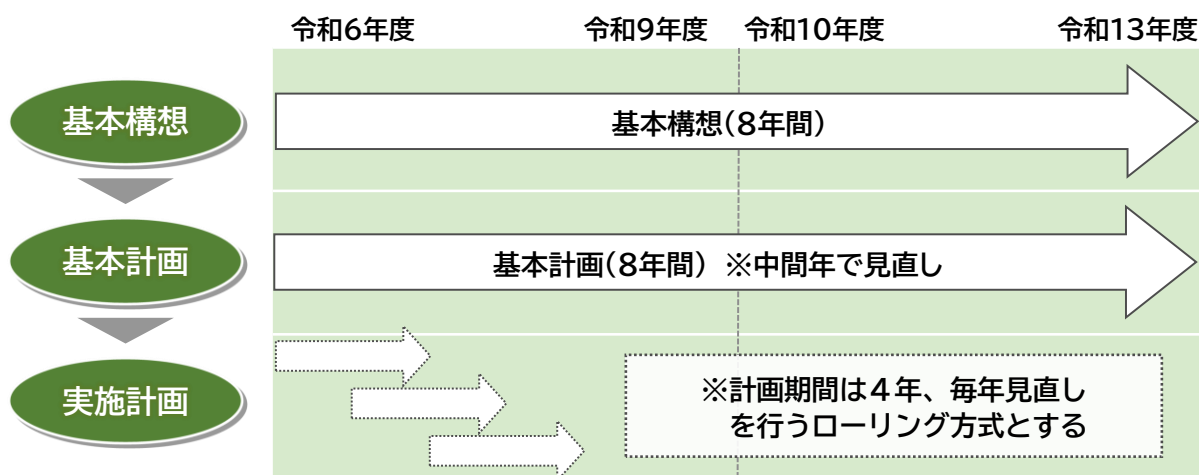 令和6年度 令和9年度 令和10年度 令和13年度
基本構想
基本構想(8年間)
基本計画
基本計画(8年間) ※中間年で見直し
実施計画
※計画期間は4年、毎年見直し
を行うローリング方式とする